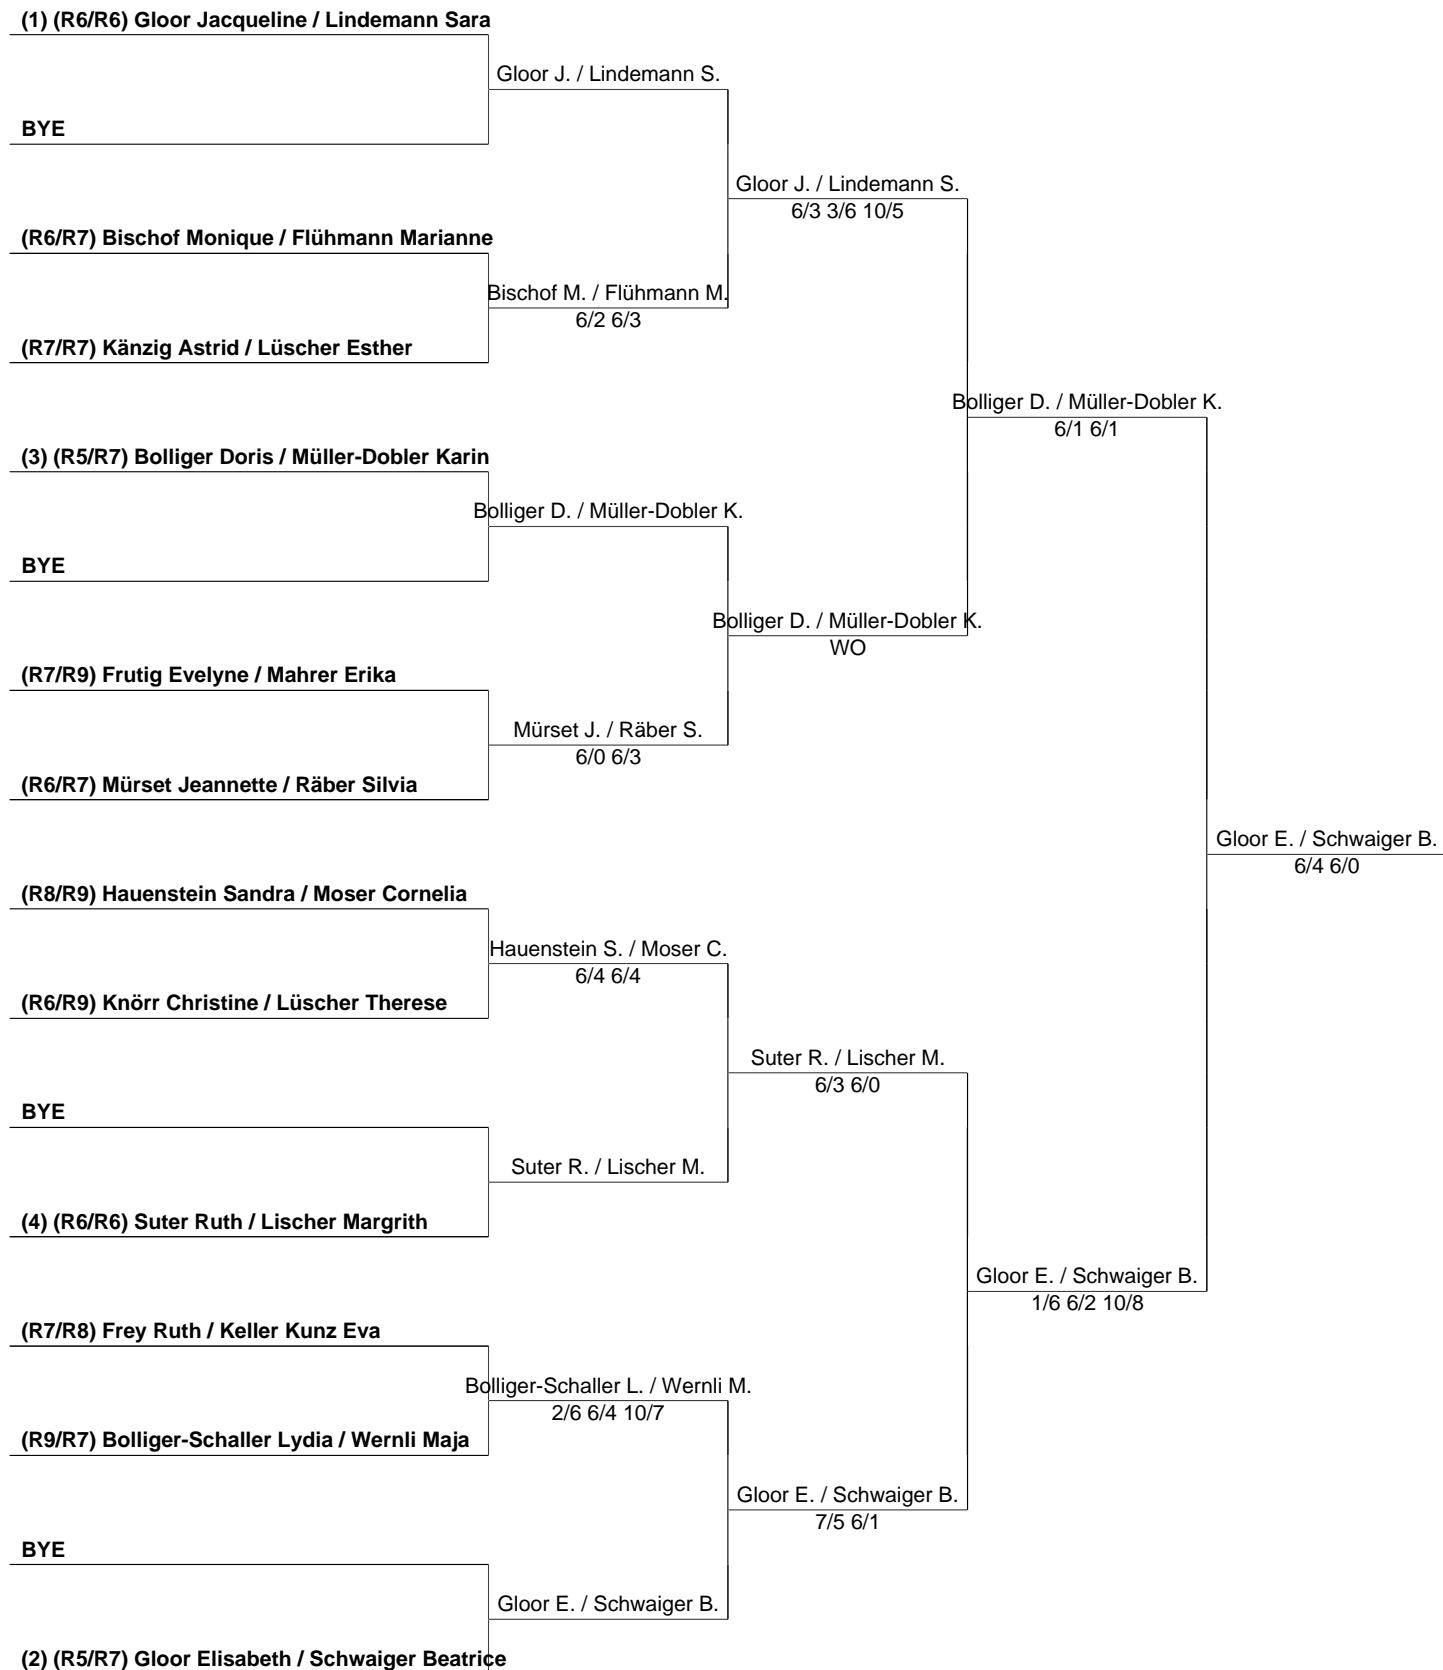 (1) (R6/R6) Gloor Jacqueline / Lindemann Sara
Gloor J. / Lindemann S.
BYE
Gloor J. / Lindemann S.
6/3 3/6 10/5
(R6/R7) Bischof Monique / Flühmann Marianne
Bischof M. / Flühmann M.
6/2 6/3
(R7/R7) Känzig Astrid / Lüscher Esther
Bolliger D. / Müller-Dobler K.
6/1 6/1
(3) (R5/R7) Bolliger Doris / Müller-Dobler Karin
Bolliger D. / Müller-Dobler K.
BYE
Bolliger D. / Müller-Dobler K.
WO
(R7/R9) Frutig Evelyne / Mahrer Erika
Mürset J. / Räber S.
6/0 6/3
(R6/R7) Mürset Jeannette / Räber Silvia
Gloor E. / Schwaiger B.
6/4 6/0
(R8/R9) Hauenstein Sandra / Moser Cornelia
Hauenstein S. / Moser C.
6/4 6/4
(R6/R9) Knörr Christine / Lüscher Therese
Suter R. / Lischer M.
6/3 6/0
BYE
Suter R. / Lischer M.
(4) (R6/R6) Suter Ruth / Lischer Margrith
Gloor E. / Schwaiger B.
1/6 6/2 10/8
(R7/R8) Frey Ruth / Keller Kunz Eva
Bolliger-Schaller L. / Wernli M.
2/6 6/4 10/7
(R9/R7) Bolliger-Schaller Lydia / Wernli Maja
Gloor E. / Schwaiger B.
7/5 6/1
BYE
Gloor E. / Schwaiger B.
(2) (R5/R7) Gloor Elisabeth / Schwaiger Beatrice